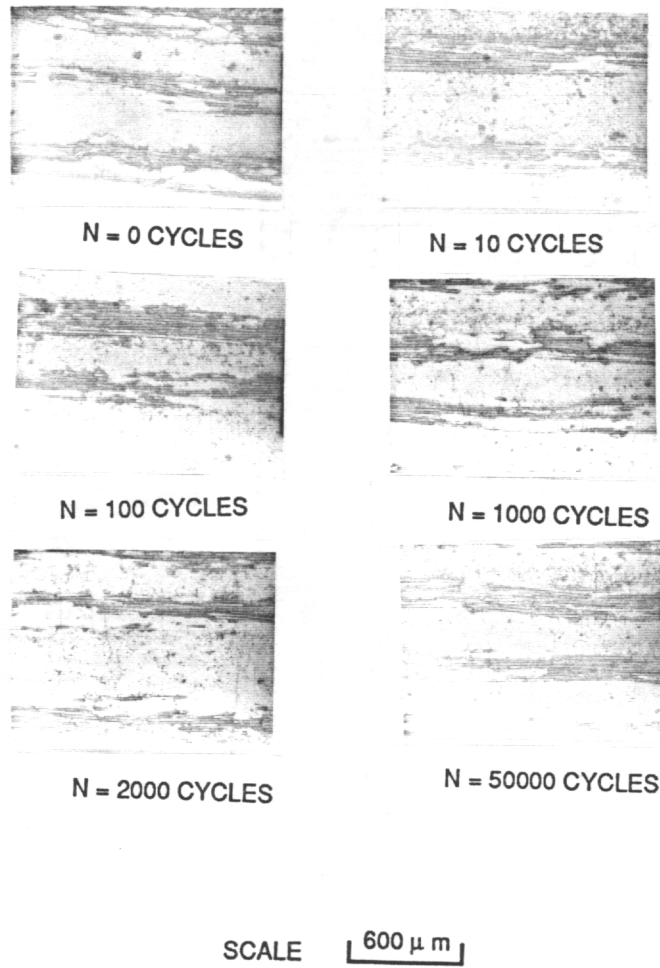 N = 0 CYCLES
N = 10 CYCLES
N = 100 CYCLES
N = 1000 CYCLES
N = 2000 CYCLES
N = 50000 CYCLES
SCALE 600 μ m